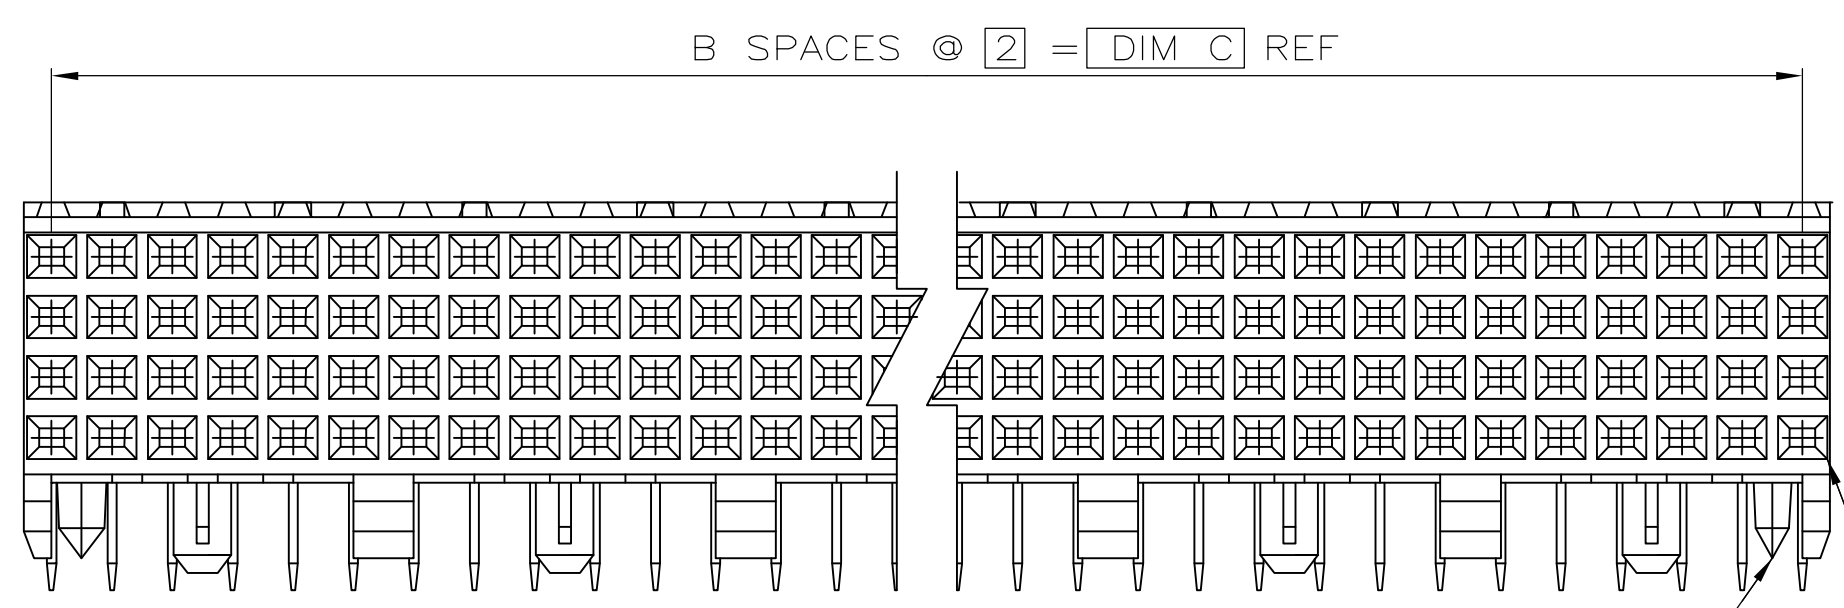 B SPACES @ 2 = DIM C REF